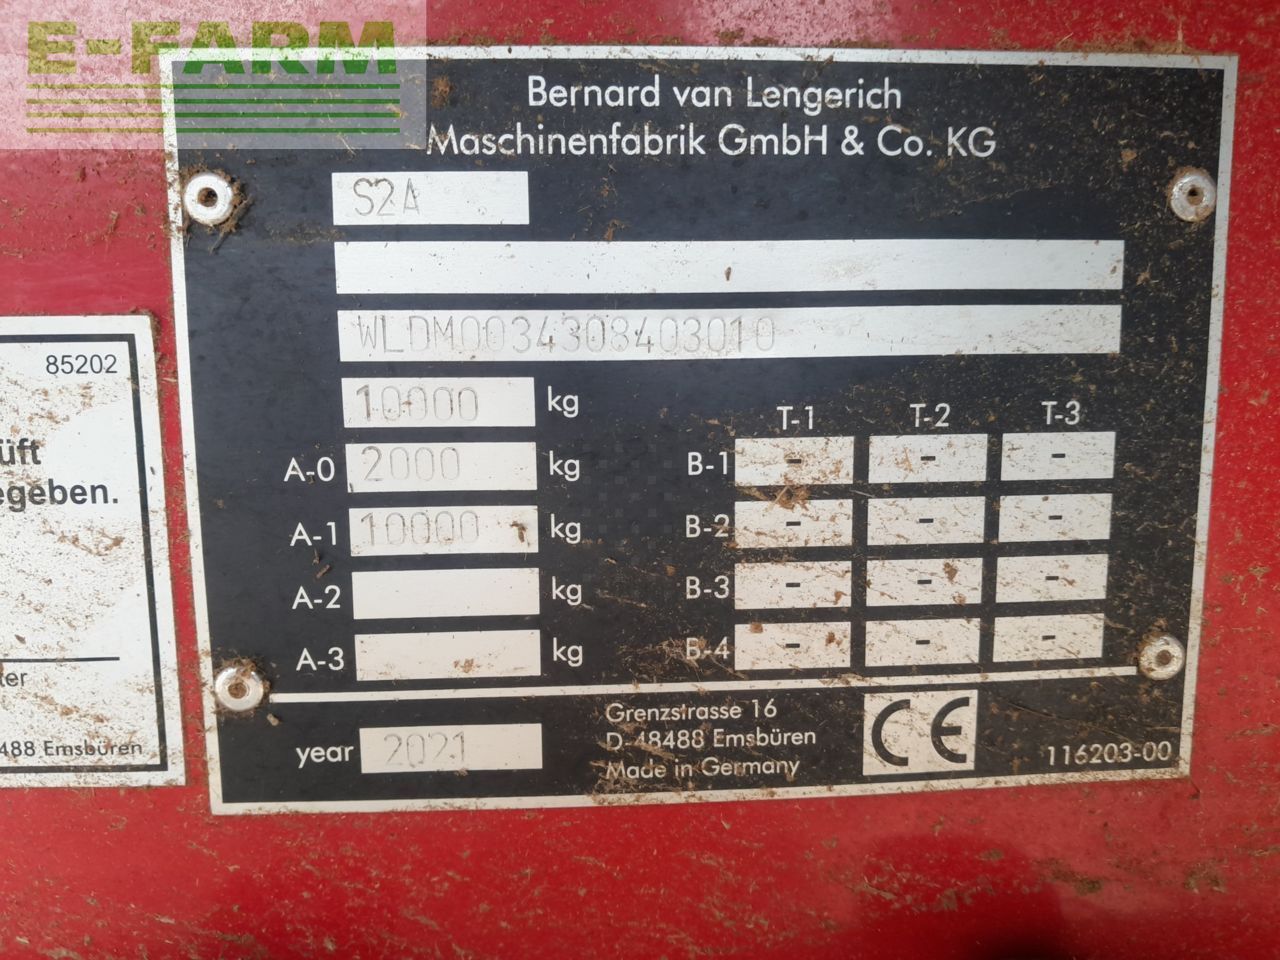 E-FARM
Bernard van Lengerich
Maschinenfabrik GmbH & Co. KG
S2A
WLDM0034308403010
10000 kg
A-0 2000 kg
A-1 10000 kg
A-2 kg
A-3 kg
T-1 T-2 T-3
B-1 - - -
B-2 - - -
B-3 - - -
B-4 - - -
year 2021
Grenzstrasse 16
D-48488 Emsbüren
Made in Germany
CE
116203-00
85202
üft
egeben.
ter
488 Emsbüren